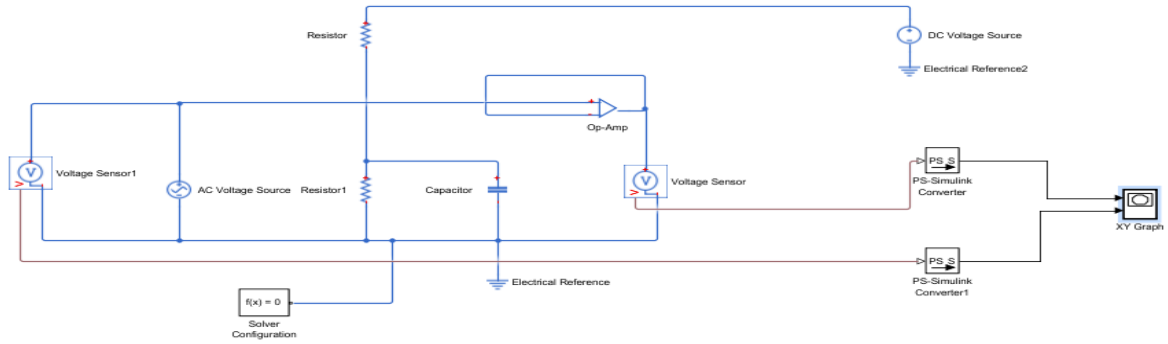 Resistor
DC Voltage Source
Electrical Reference2
+
-
Op-Amp
V
Voltage Sensor1
AC Voltage Source
Resistor1
Capacitor
V
Voltage Sensor
PS S
PS-Simulink
Converter
XY Graph
PS S
PS-Simulink
Converter1
Electrical Reference
f(x) = 0
Solver
Configuration